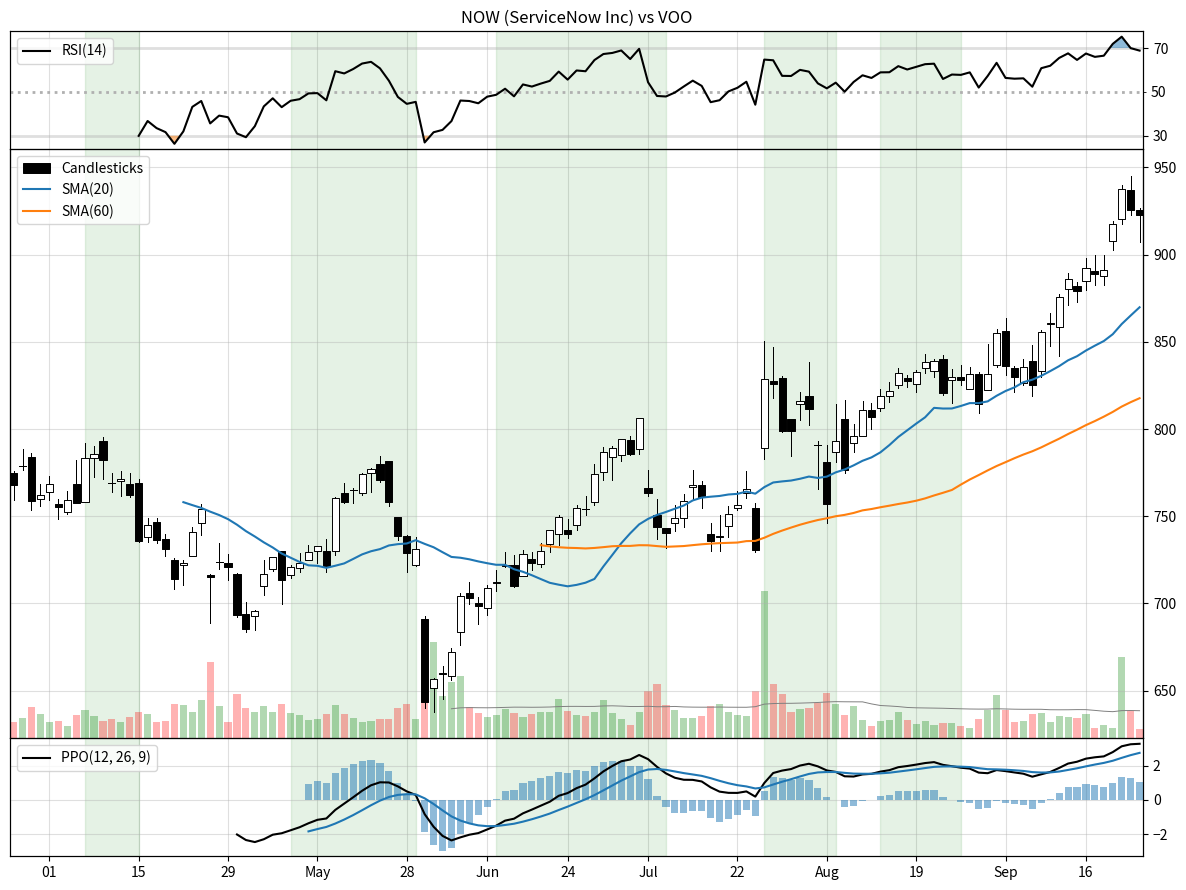 NOW (ServiceNow Inc) vs VOO
RSI(14)
70
50
30
Candlesticks
SMA(20)
SMA(60)
950
900
850
800
750
700
650
PPO(12, 26, 9)
2
0
−2
01 15 29 May 28 Jun 24 Jul 22 Aug 19 Sep 16